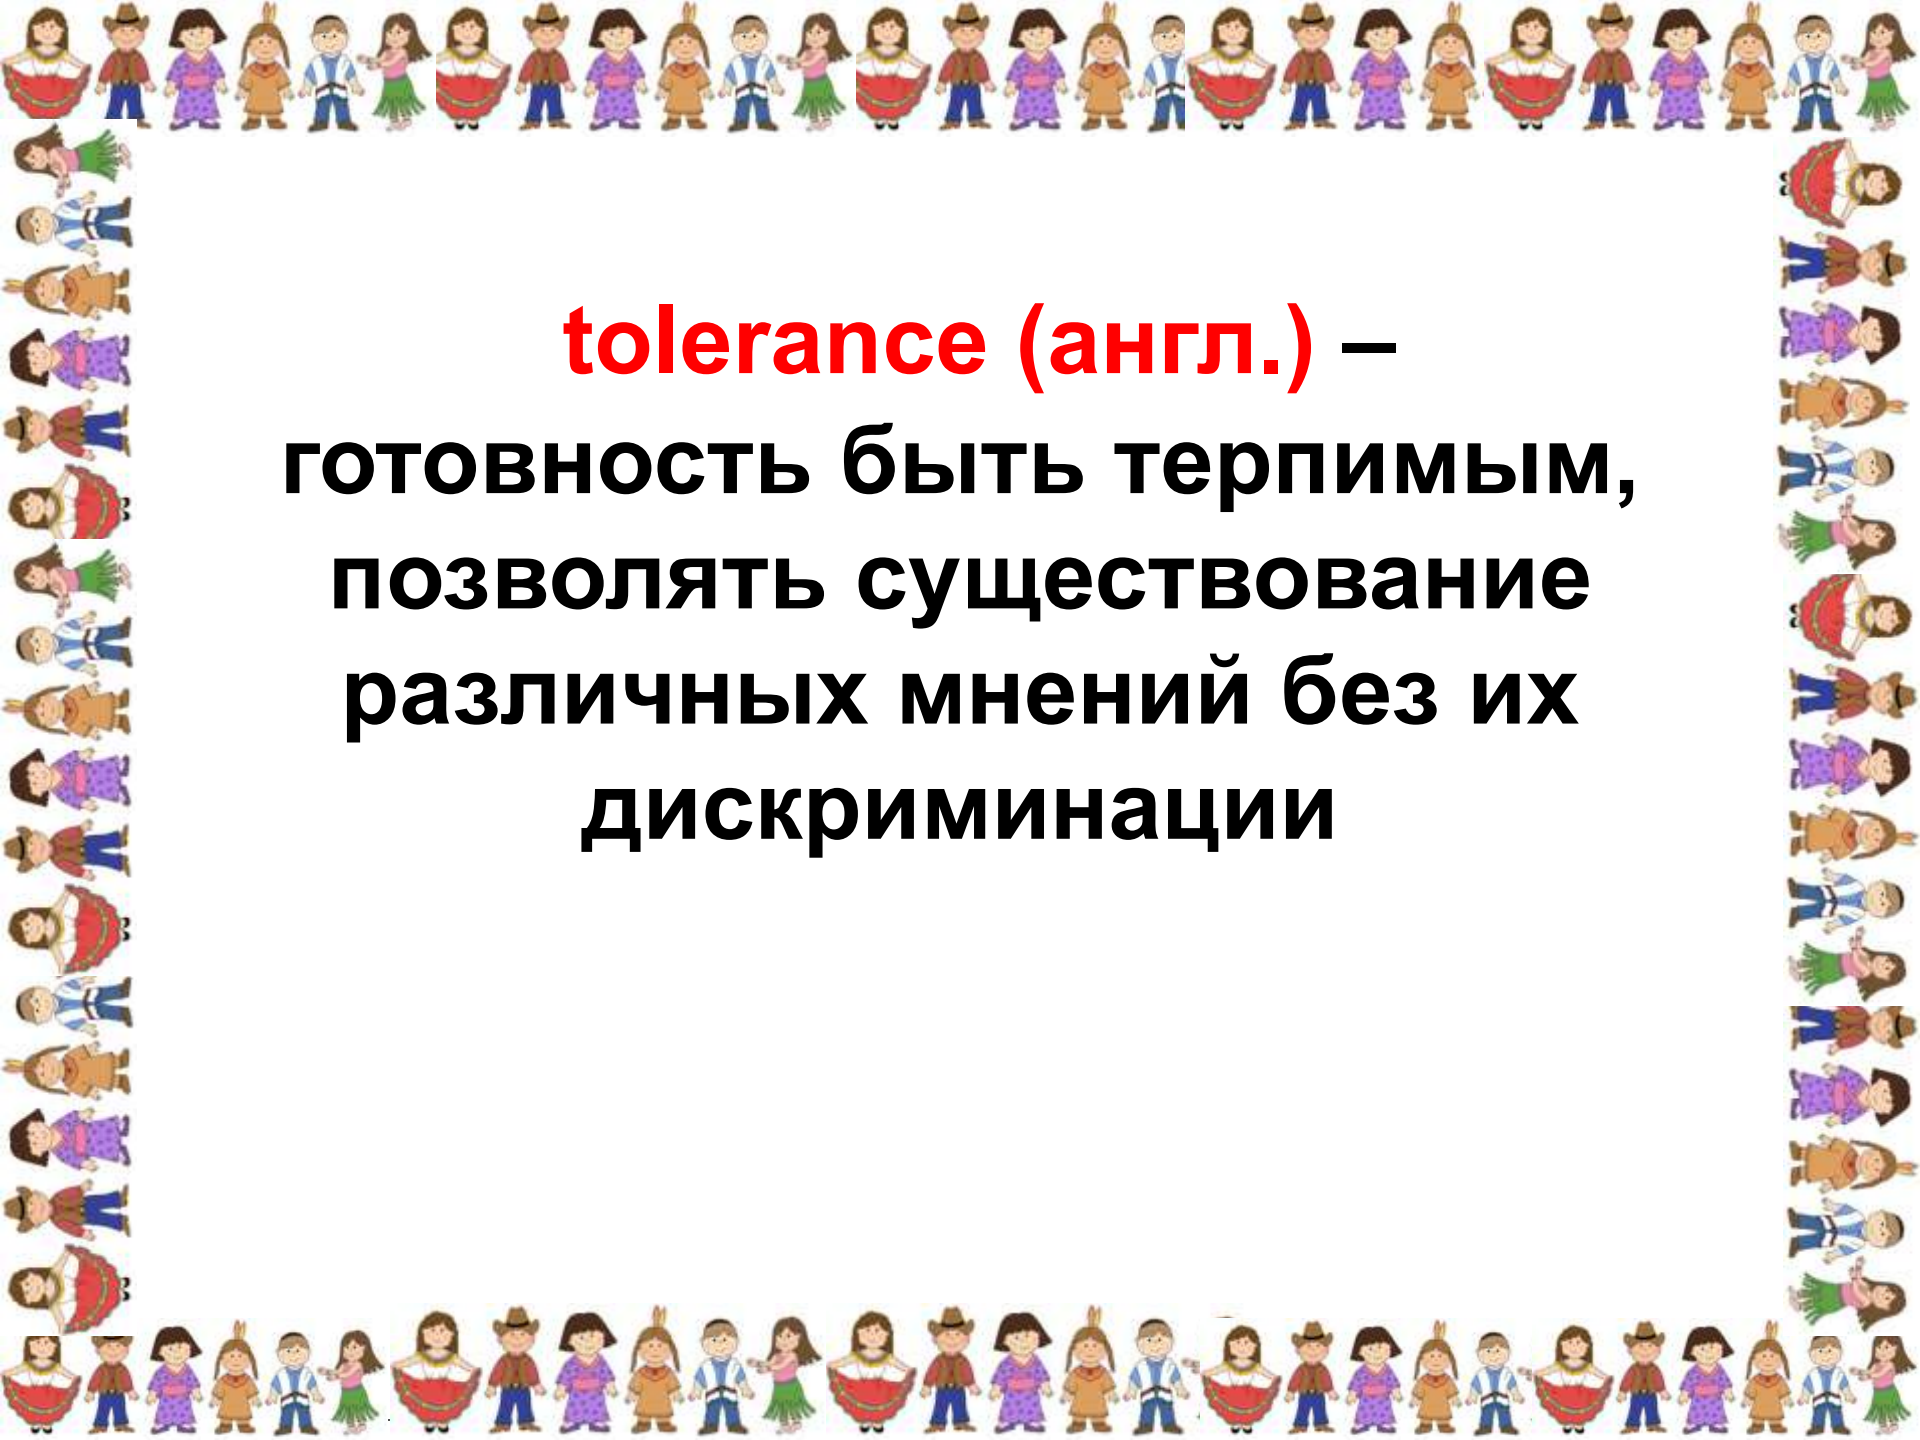 tolerance (англ.) –
готовность быть терпимым,
позволять существование
различных мнений без их
дискриминации